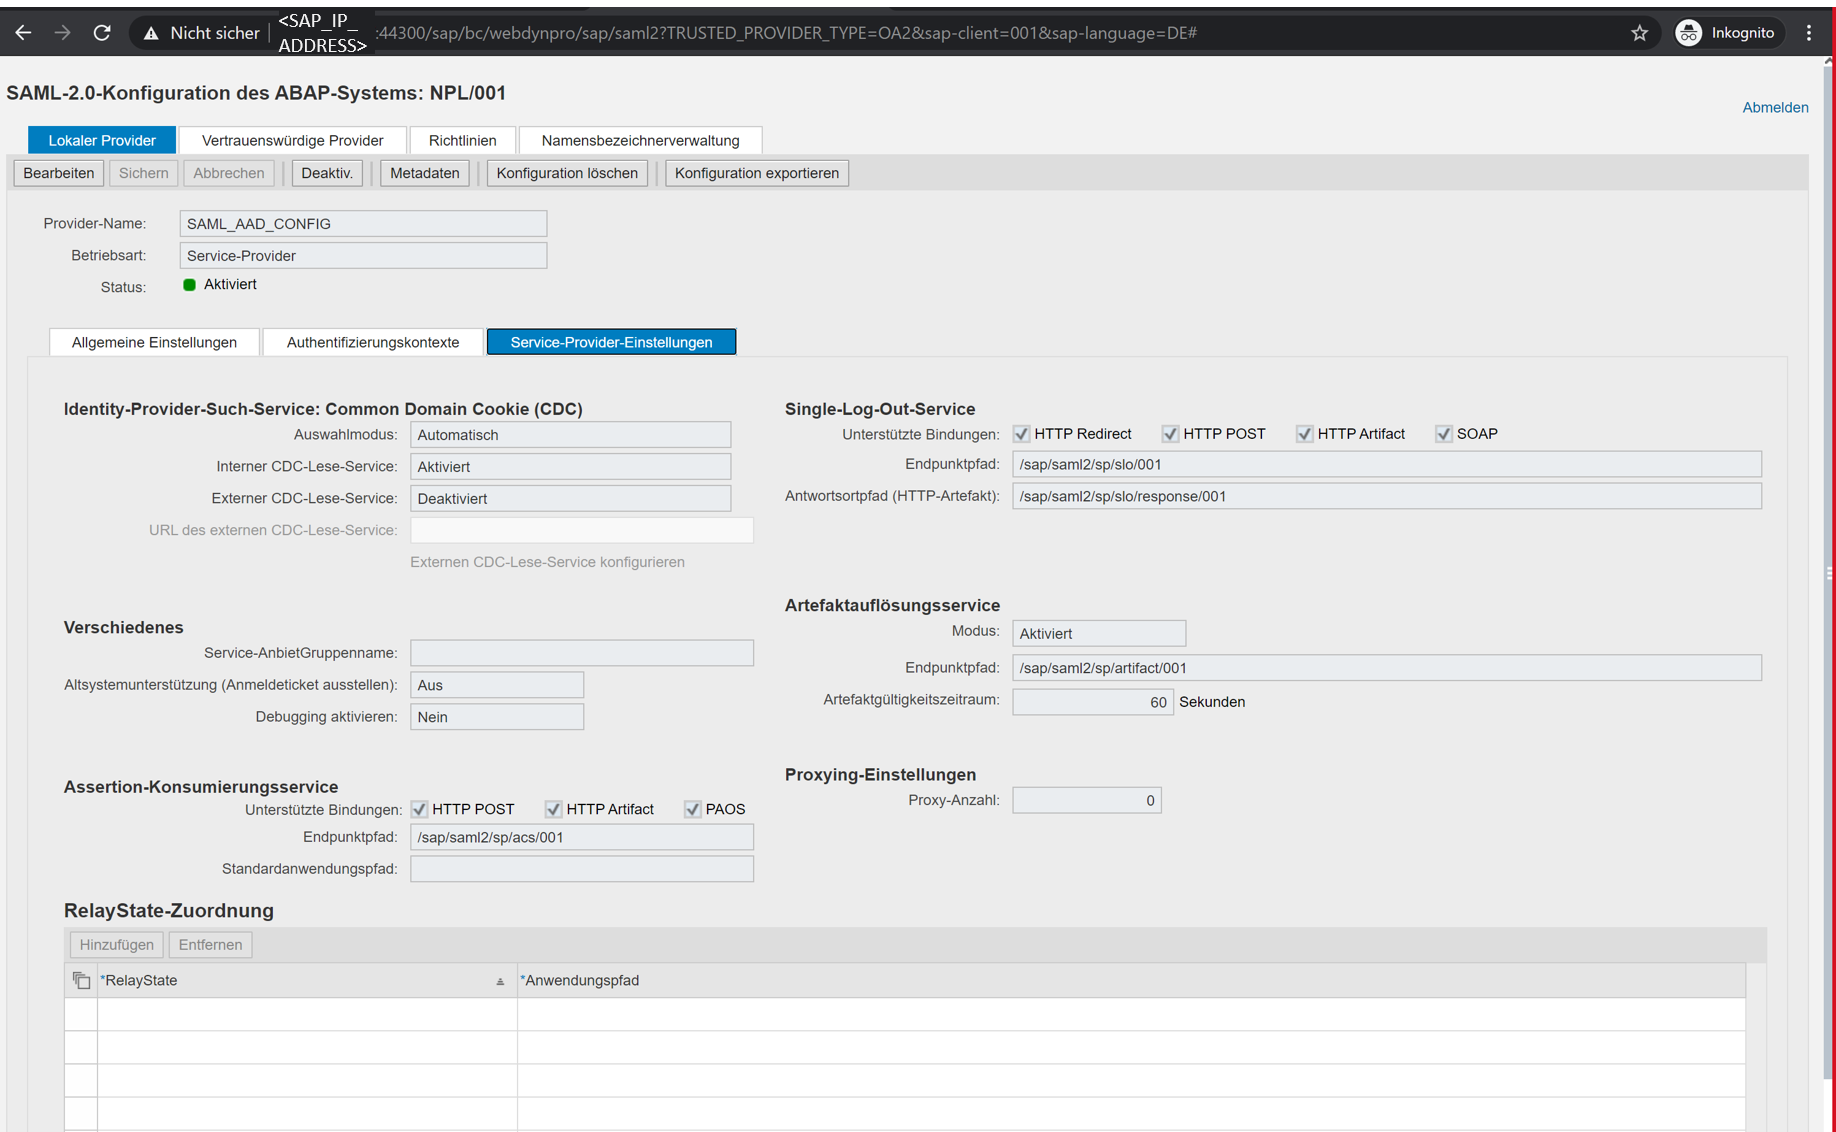 Nicht sicher
<SAP_IP_
ADDRESS>
:44300/sap/bc/webdynpro/sap/saml2?TRUSTED_PROVIDER_TYPE=OA2&sap-client=001&sap-language=DE#
Inkognito
SAML-2.0-Konfiguration des ABAP-Systems: NPL/001
Abmelden
Lokaler Provider
Vertrauenswürdige Provider
Richtlinien
Namensbezeichnerverwaltung
Bearbeiten
Sichern
Abbrechen
Deaktiv.
Metadaten
Konfiguration löschen
Konfiguration exportieren
Provider-Name: SAML_AAD_CONFIG
Betriebsart: Service-Provider
Status: Aktiviert
Allgemeine Einstellungen
Authentifizierungskontexte
Service-Provider-Einstellungen
Identity-Provider-Such-Service: Common Domain Cookie (CDC)
Auswahlmodus: Automatisch
Interner CDC-Lese-Service: Aktiviert
Externer CDC-Lese-Service: Deaktiviert
URL des externen CDC-Lese-Service:
Externen CDC-Lese-Service konfigurieren
Verschiedenes
Service-AnbietGruppenname:
Altsystemunterstützung (Anmeldeticket ausstellen): Aus
Debugging aktivieren: Nein
Assertion-Konsumierungsservice
Unterstützte Bindungen: HTTP POST HTTP Artifact PAOS
Endpunktpfad: /sap/saml2/sp/acs/001
Standardanwendungspfad:
Single-Log-Out-Service
Unterstützte Bindungen: HTTP Redirect HTTP POST HTTP Artifact SOAP
Endpunktpfad: /sap/saml2/sp/slo/001
Antwortsortpfad (HTTP-Artefakt): /sap/saml2/sp/slo/response/001
Artefaktauflösungsservice
Modus: Aktiviert
Endpunktpfad: /sap/saml2/sp/artifact/001
Artefaktgültigkeitszeitraum: 60 Sekunden
Proxying-Einstellungen
Proxy-Anzahl: 0
RelayState-Zuordnung
Hinzufügen
Entfernen
*RelayState
*Anwendungspfad